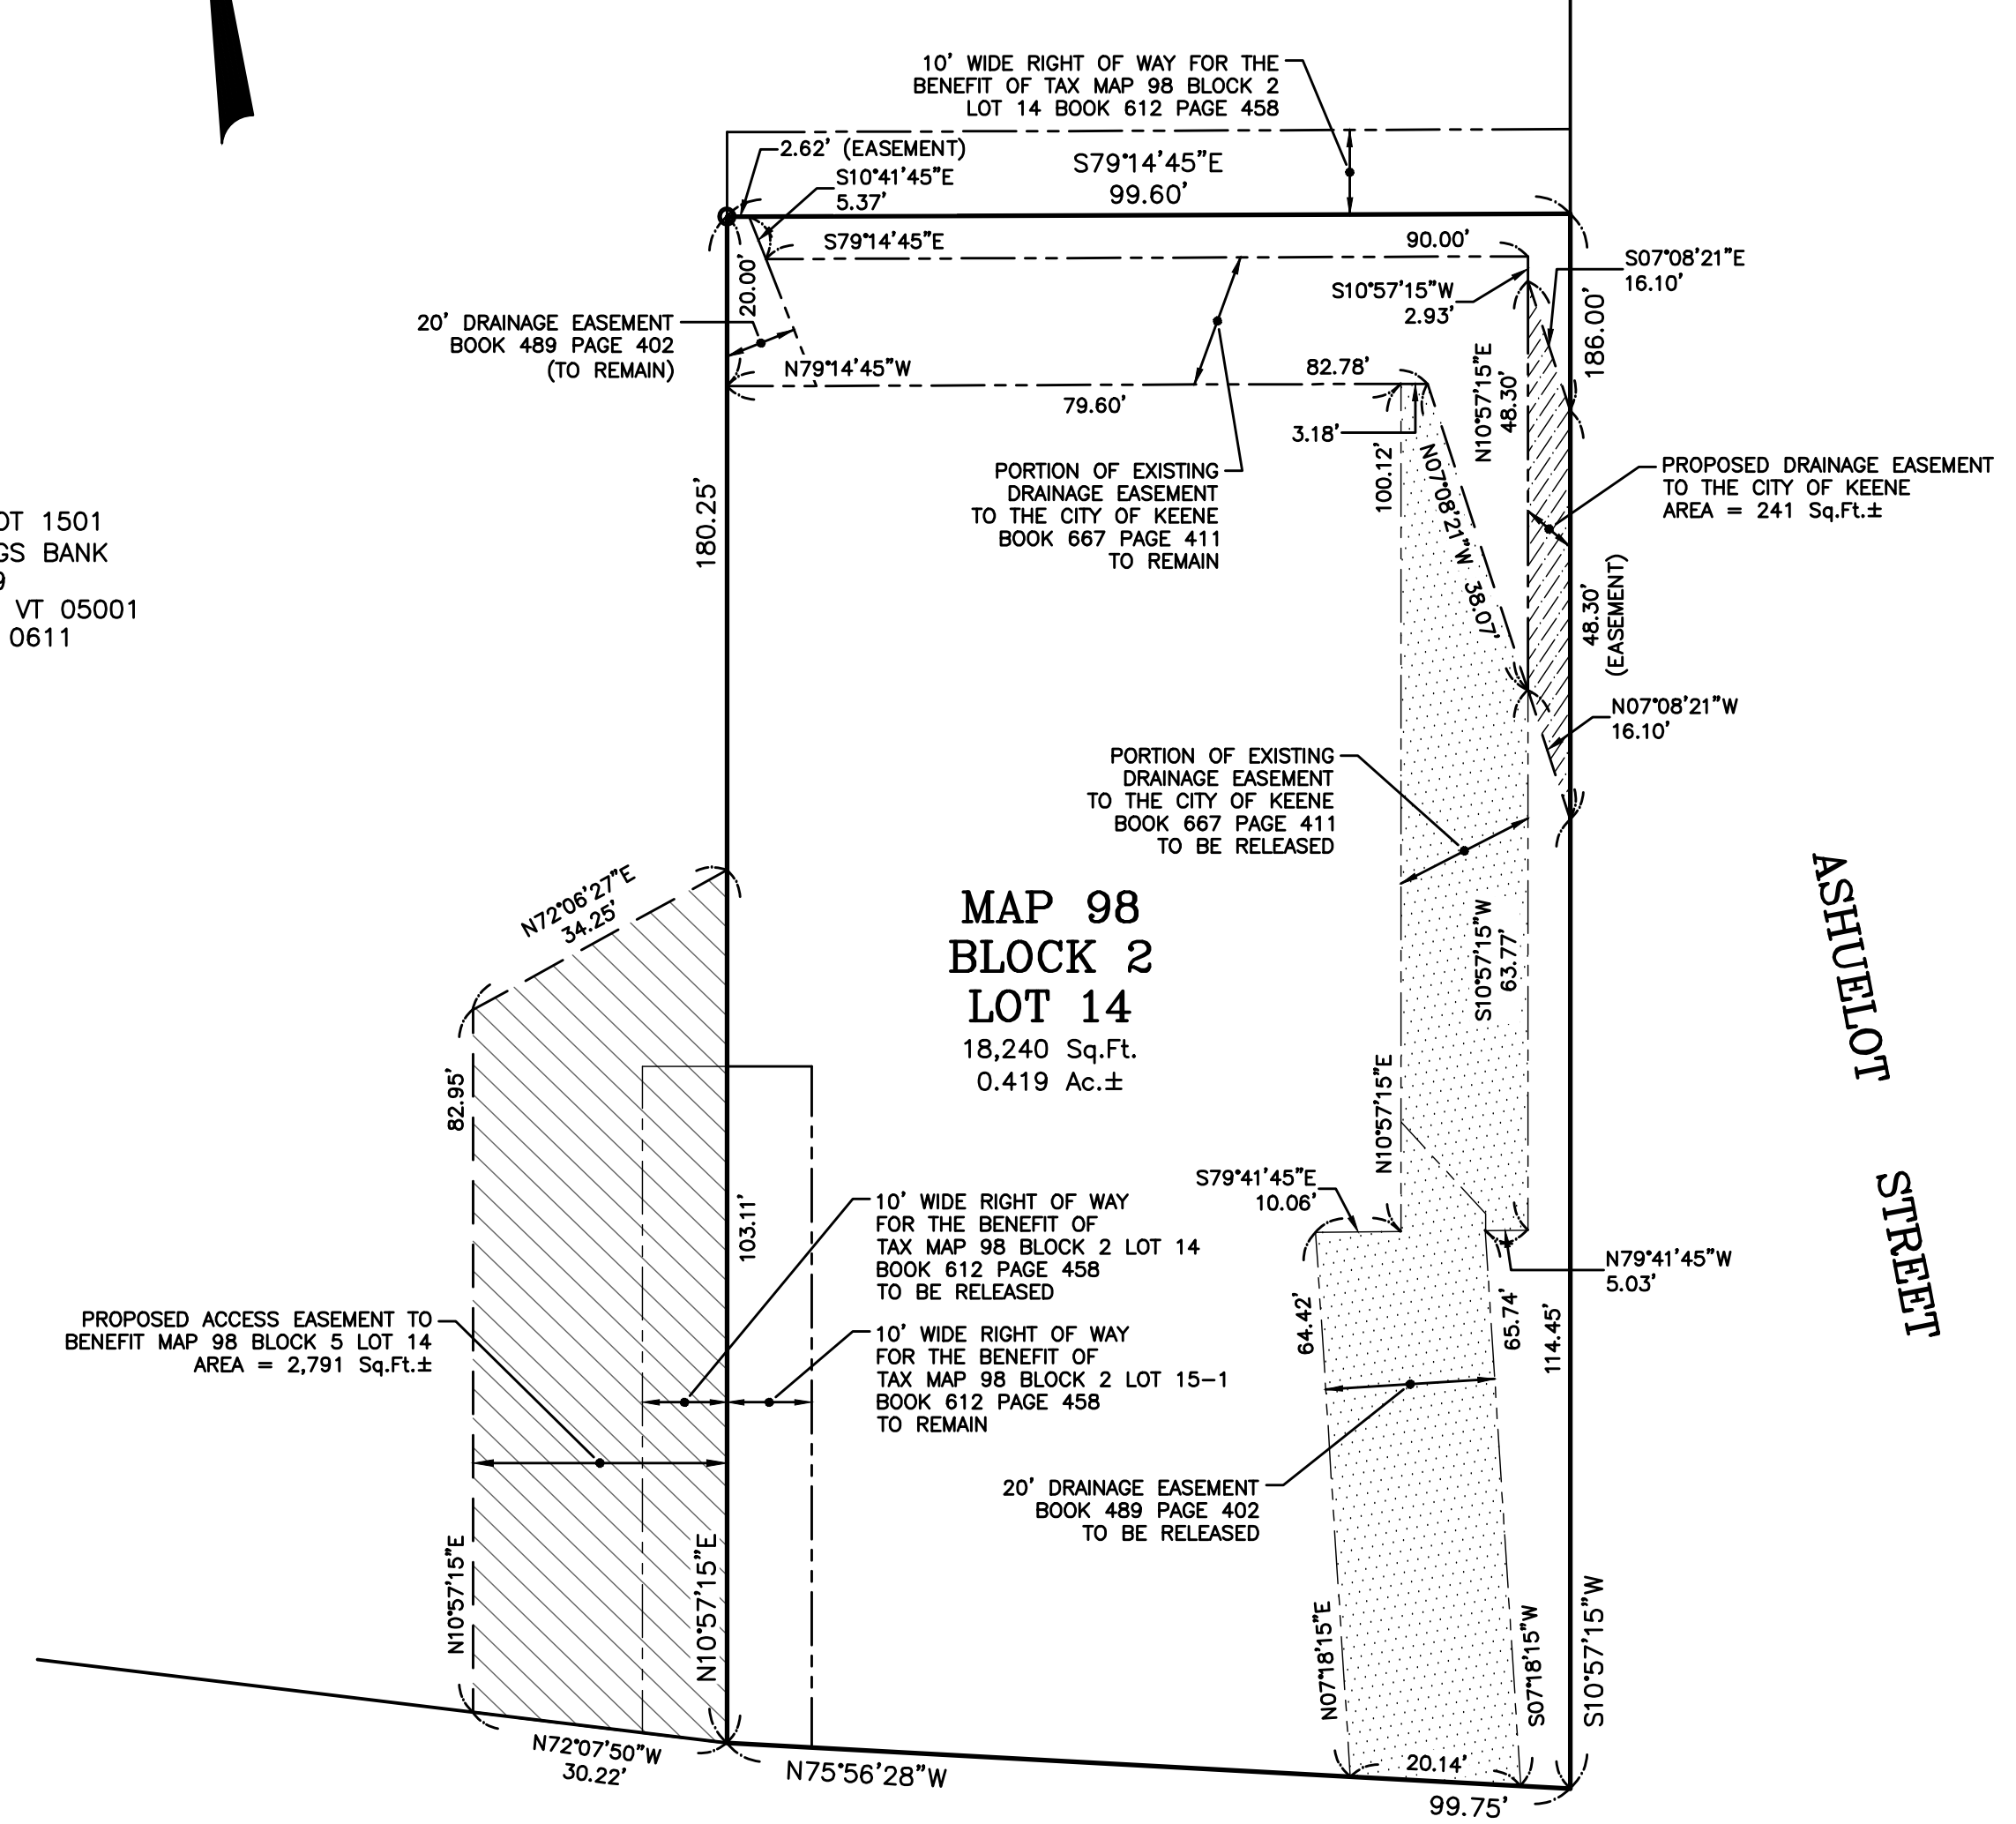 10' WIDE RIGHT OF WAY FOR THE
BENEFIT OF TAX MAP 98 BLOCK 2
LOT 14 BOOK 612 PAGE 458
2.62' (EASEMENT)
S10°41'45"E
5.37'
S79°14'45"E
99.60'
S79°14'45"E
90.00'
S07°08'21"E
16.10'
S10°57'15"W
2.93'
186.00'
20.00'
20' DRAINAGE EASEMENT
BOOK 489 PAGE 402
(TO REMAIN)
N79°14'45"W
82.78'
79.60'
3.18'
N10°57'15"E
48.30'
100.12'
N07°08'21"W 38.07'
PORTION OF EXISTING
DRAINAGE EASEMENT
TO THE CITY OF KEENE
BOOK 667 PAGE 411
TO REMAIN
PROPOSED DRAINAGE EASEMENT
TO THE CITY OF KEENE
AREA = 241 Sq.Ft.±
180.25'
OT 1501
GS BANK
9
VT 05001
0611
48.30'
(EASEMENT)
N07°08'21"W
16.10'
PORTION OF EXISTING
DRAINAGE EASEMENT
TO THE CITY OF KEENE
BOOK 667 PAGE 411
TO BE RELEASED
MAP 98
BLOCK 2
LOT 14
18,240 Sq.Ft.
0.419 Ac.±
S10°57'15"W
63.77'
ASHUELOT STREET
N72°06'27"E
34.25'
82.95'
N10°57'15"E
S79°41'45"E
10.06'
N79°41'45"W
5.03'
103.11'
10' WIDE RIGHT OF WAY
FOR THE BENEFIT OF
TAX MAP 98 BLOCK 2 LOT 14
BOOK 612 PAGE 458
TO BE RELEASED
10' WIDE RIGHT OF WAY
FOR THE BENEFIT OF
TAX MAP 98 BLOCK 2 LOT 15-1
BOOK 612 PAGE 458
TO REMAIN
PROPOSED ACCESS EASEMENT TO
BENEFIT MAP 98 BLOCK 5 LOT 14
AREA = 2,791 Sq.Ft.±
64.42'
65.74'
114.45'
20' DRAINAGE EASEMENT
BOOK 489 PAGE 402
TO BE RELEASED
N10°57'15"E
N10°57'15"E
N07°18'15"E
S07°18'15"W
S10°57'15"W
N72°07'50"W
30.22'
N75°56'28"W
20.14'
99.75'